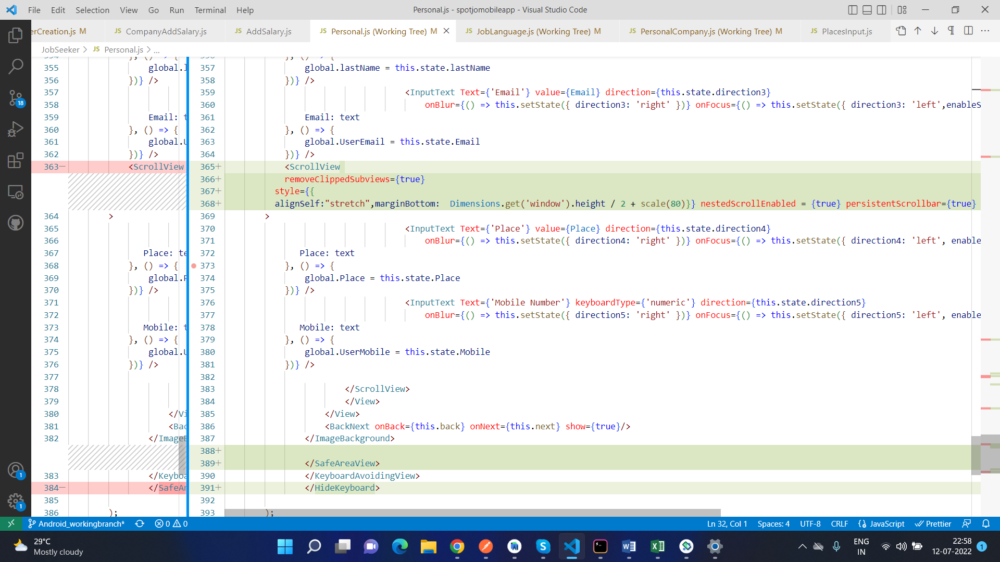 File Edit Selection View Go Run Terminal Help
Personal.js - spotjomobileapp - Visual Studio Code
erCreation.js M
JS CompanyAddSalary.js
JS AddSalary.js
JS Personal.js (Working Tree) M
JS JobLanguage.js (Working Tree) M
JS PersonalCompany.js (Working Tree) M
JS PlacesInput.js
JobSeeker > JS Personal.js > ...
355 global.l
356 })} />
357
358
359 Email: t
360 }, () => {
361 global.U
362 })} />
363— <ScrollView
364 >
365
366
367 Place: te
368 }, () => {
369 global.P
370 })} />
371
372
373 Mobile: t
374 }, () => {
375 global.U
376 })} />
377
378
379
380 </Vi
381 <Bac
382 </ImageB
383 </Keyboa
384— </SafeAr
385
386 );
357 global.lastName = this.state.lastName
358 })} />
359 <InputText Text={'Email'} value={Email} direction={this.state.direction3}
360 onBlur={() => this.setState({ direction3: 'right' })} onFocus={() => this.setState({ direction3: 'left',enableS
361 Email: text
362 }, () => {
363 global.UserEmail = this.state.Email
364 })} />
365+ <ScrollView
366+ removeClippedSubviews={true}
367+ style={{
368+ alignSelf:"stretch",marginBottom:  Dimensions.get('window').height / 2 + scale(80)}} nestedScrollEnabled = {true} persistentScrollbar={true}
369 >
370 <InputText Text={'Place'} value={Place} direction={this.state.direction4}
371 onBlur={() => this.setState({ direction4: 'right' })} onFocus={() => this.setState({ direction4: 'left', enable
372 Place: text
373 }, () => {
374 global.Place = this.state.Place
375 })} />
376 <InputText Text={'Mobile Number'} keyboardType={'numeric'} direction={this.state.direction5}
377 onBlur={() => this.setState({ direction5: 'right' })} onFocus={() => this.setState({ direction5: 'left', enable
378 Mobile: text
379 }, () => {
380 global.UserMobile = this.state.Mobile
381 })} />
382
383 </ScrollView>
384 </View>
385 </View>
386 <BackNext onBack={this.back} onNext={this.next} show={true}/>
387 </ImageBackground>
388+
389+ </SafeAreaView>
390 </KeyboardAvoidingView>
391+ </HideKeyboard>
392
393 );
18
1
1
Android_workingbranch* 0 0
Ln 32, Col 1 Spaces: 4 UTF-8 CRLF {} JavaScript Prettier
29°C
Mostly cloudy
ENG
IN
22:58
12-07-2022
1